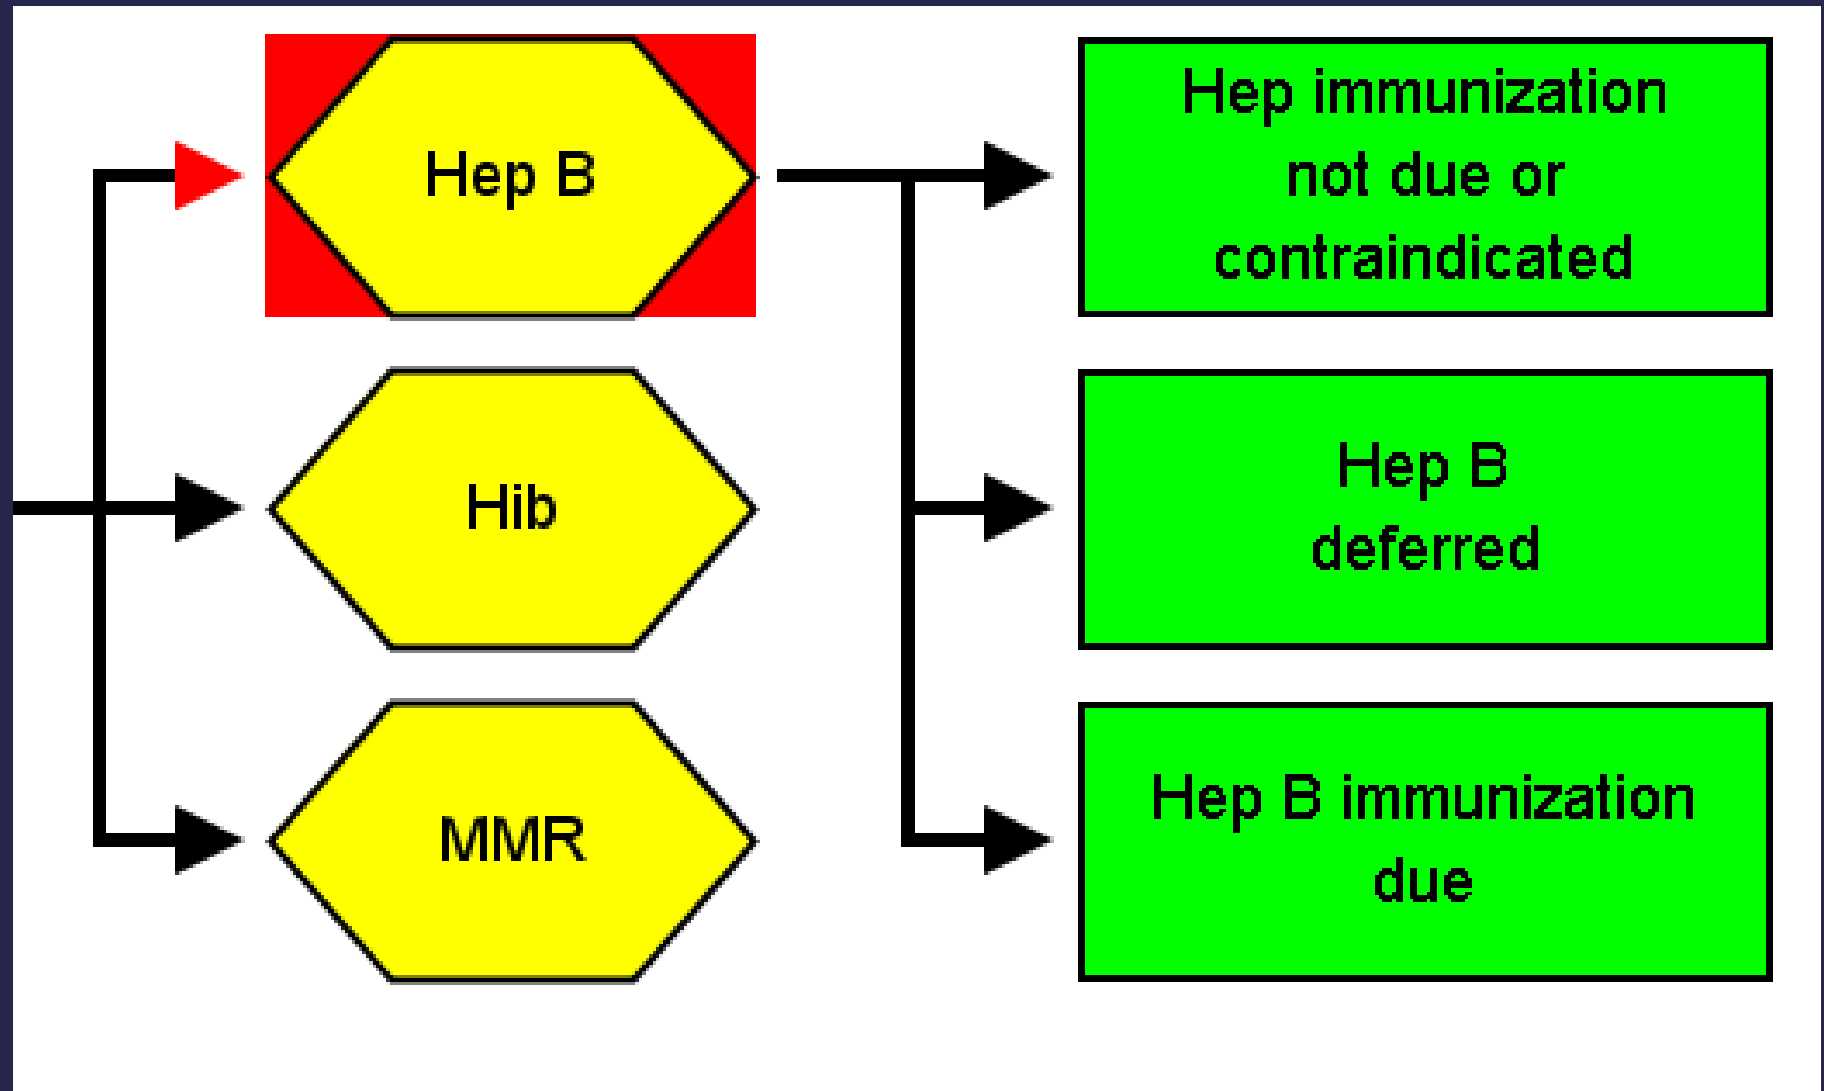 Hep B
Hib
MMR
Hep immunization
not due or
contraindicated
Hep B
deferred
Hep B immunization
due